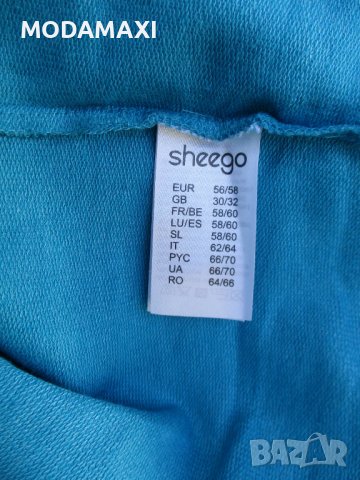 MODAMAXI
sheego
EUR 56/58
GB 30/32
FR/BE 58/60
LU/ES 58/60
SL 58/60
IT 62/64
PYC 66/70
UA 66/70
RO 64/66
BAZAR